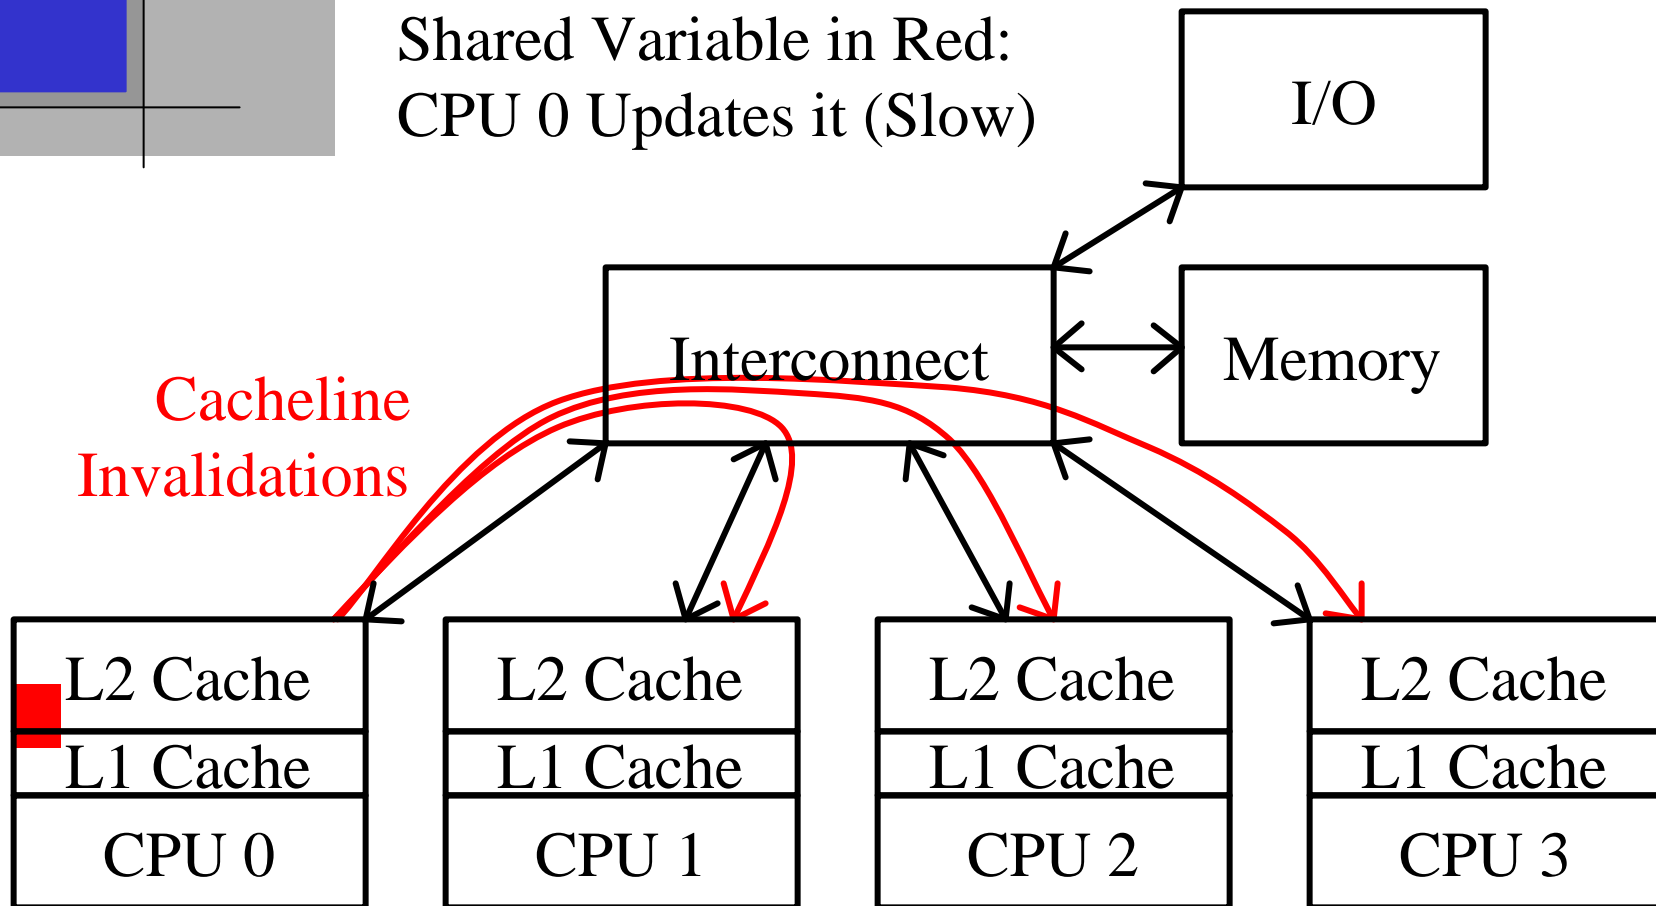 Shared Variable in Red:
CPU 0 Updates it (Slow)
I/O
Interconnect
Memory
Cacheline
Invalidations
L2 Cache
L2 Cache
L2 Cache
L2 Cache
L1 Cache
L1 Cache
L1 Cache
L1 Cache
CPU 0
CPU 1
CPU 2
CPU 3